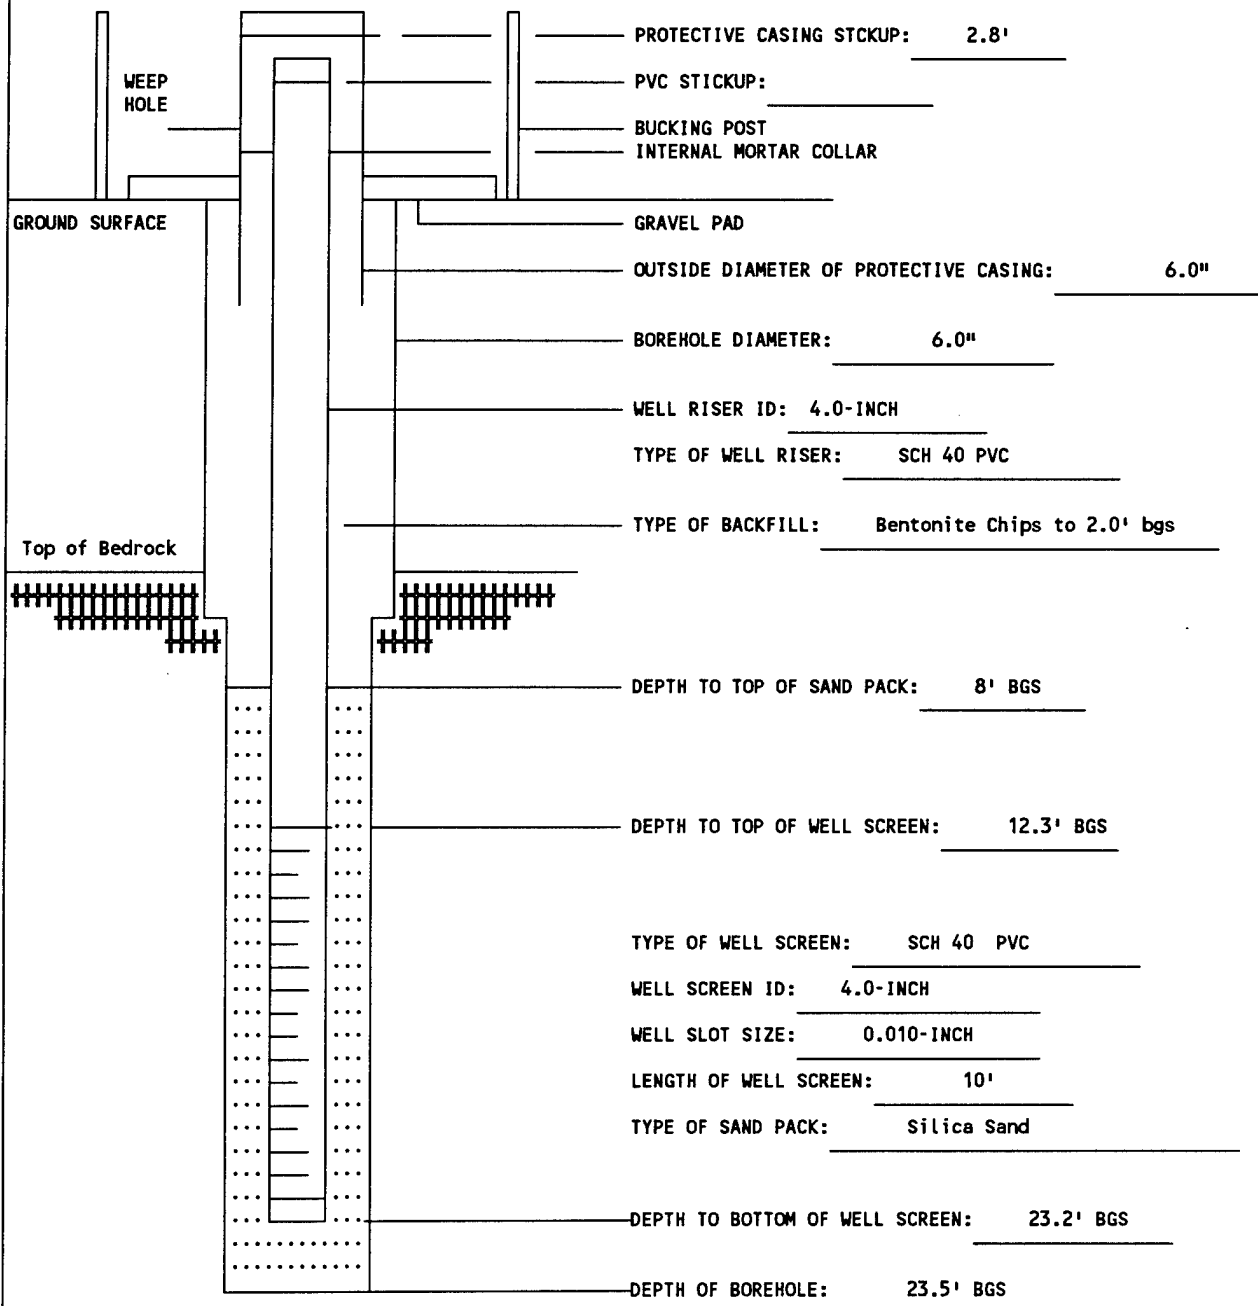 PROTECTIVE CASING STCKUP: 2.8'
WEEP
HOLE
PVC STICKUP:
BUCKING POST
INTERNAL MORTAR COLLAR
GROUND SURFACE
GRAVEL PAD
OUTSIDE DIAMETER OF PROTECTIVE CASING: 6.0"
BOREHOLE DIAMETER: 6.0"
WELL RISER ID: 4.0-INCH
TYPE OF WELL RISER: SCH 40 PVC
TYPE OF BACKFILL: Bentonite Chips to 2.0' bgs
Top of Bedrock
DEPTH TO TOP OF SAND PACK: 8' BGS
DEPTH TO TOP OF WELL SCREEN: 12.3' BGS
TYPE OF WELL SCREEN: SCH 40 PVC
WELL SCREEN ID: 4.0-INCH
WELL SLOT SIZE: 0.010-INCH
LENGTH OF WELL SCREEN: 10'
TYPE OF SAND PACK: Silica Sand
DEPTH TO BOTTOM OF WELL SCREEN: 23.2' BGS
DEPTH OF BOREHOLE: 23.5' BGS